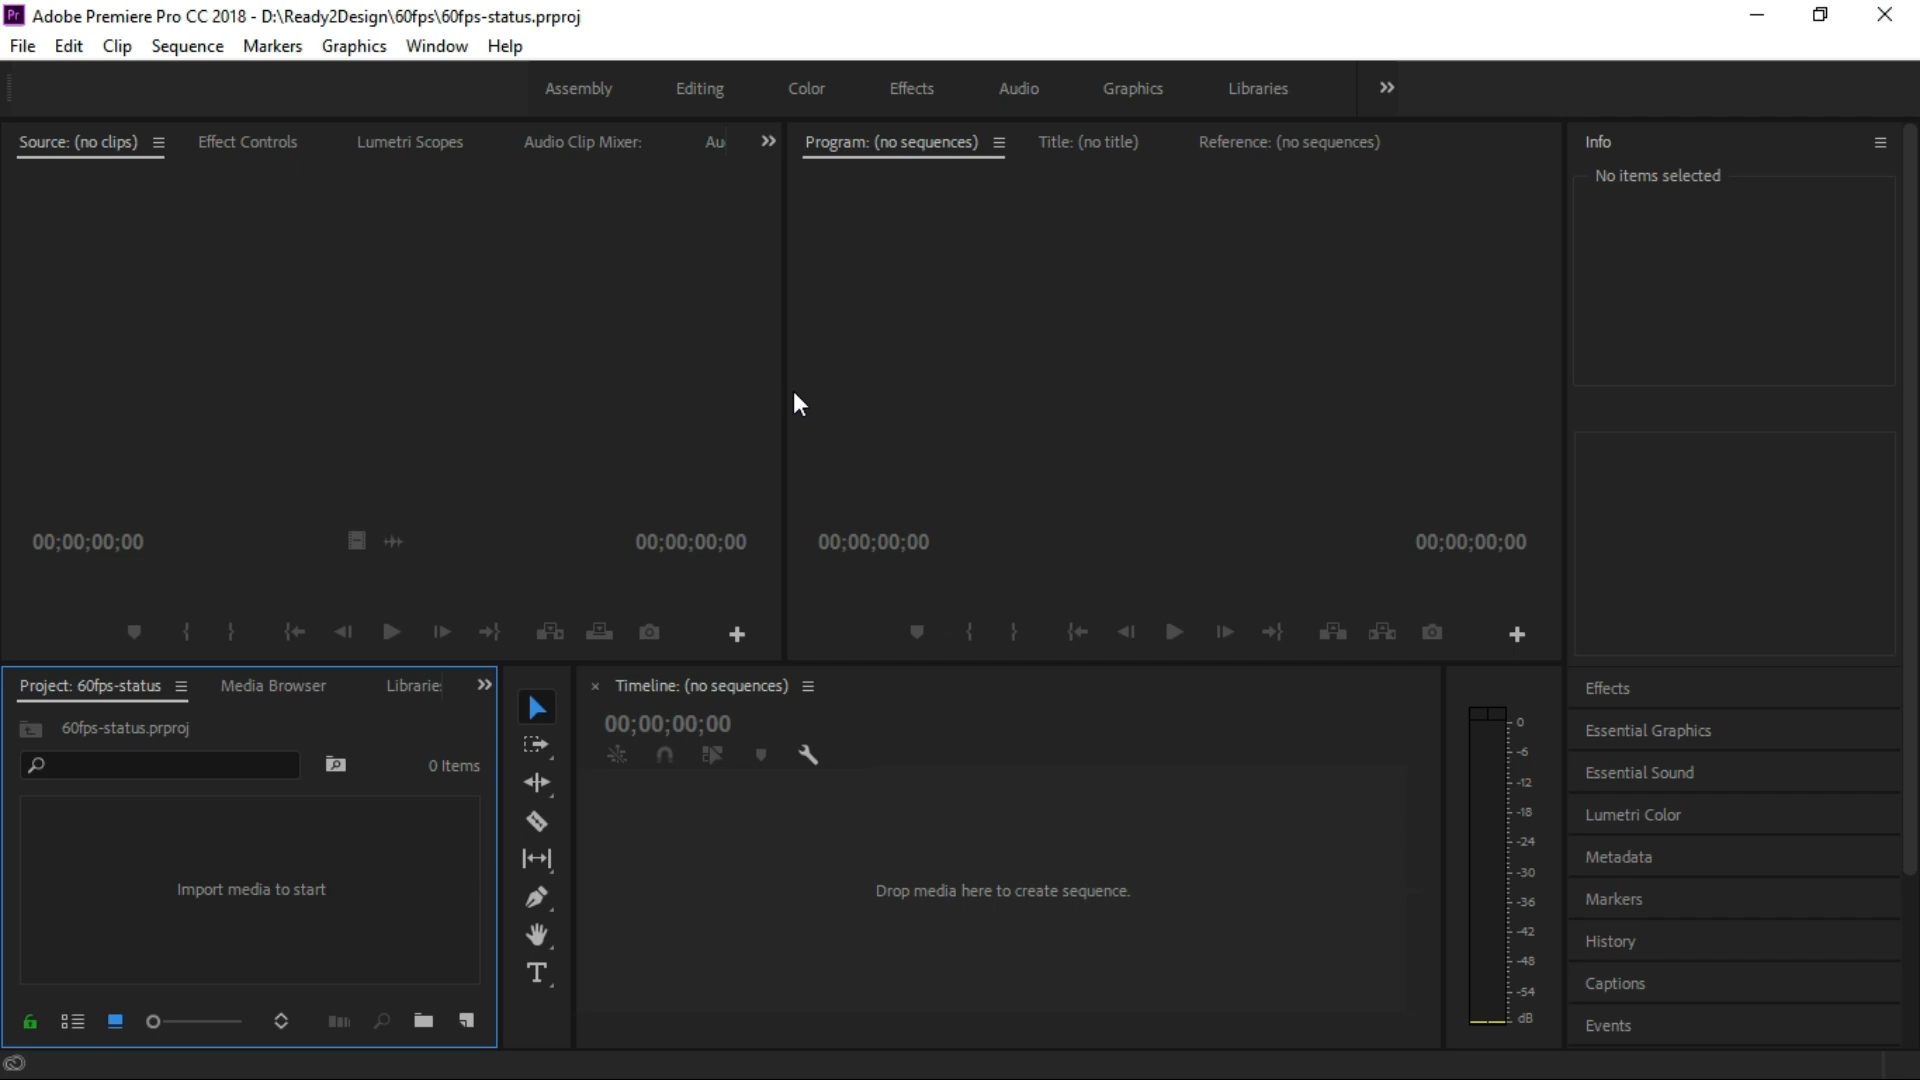 Pr Adobe Premiere Pro CC 2018 - D:\Ready2Design\60fps\60fps-status.prproj
File Edit Clip Sequence Markers Graphics Window Help
Assembly Editing Color Effects Audio Graphics Libraries
Source: (no clips) Effect Controls Lumetri Scopes Audio Clip Mixer: Au
Program: (no sequences) Title: (no title) Reference: (no sequences)
Info
No items selected
00;00;00;00 00;00;00;00
00;00;00;00 00;00;00;00
Project: 60fps-status Media Browser Librarie
60fps-status.prproj
0 Items
Import media to start
Timeline: (no sequences)
00;00;00;00
Drop media here to create sequence.
0
-6
-12
-18
-24
-30
-36
-42
-48
-54
dB
Effects
Essential Graphics
Essential Sound
Lumetri Color
Metadata
Markers
History
Captions
Events